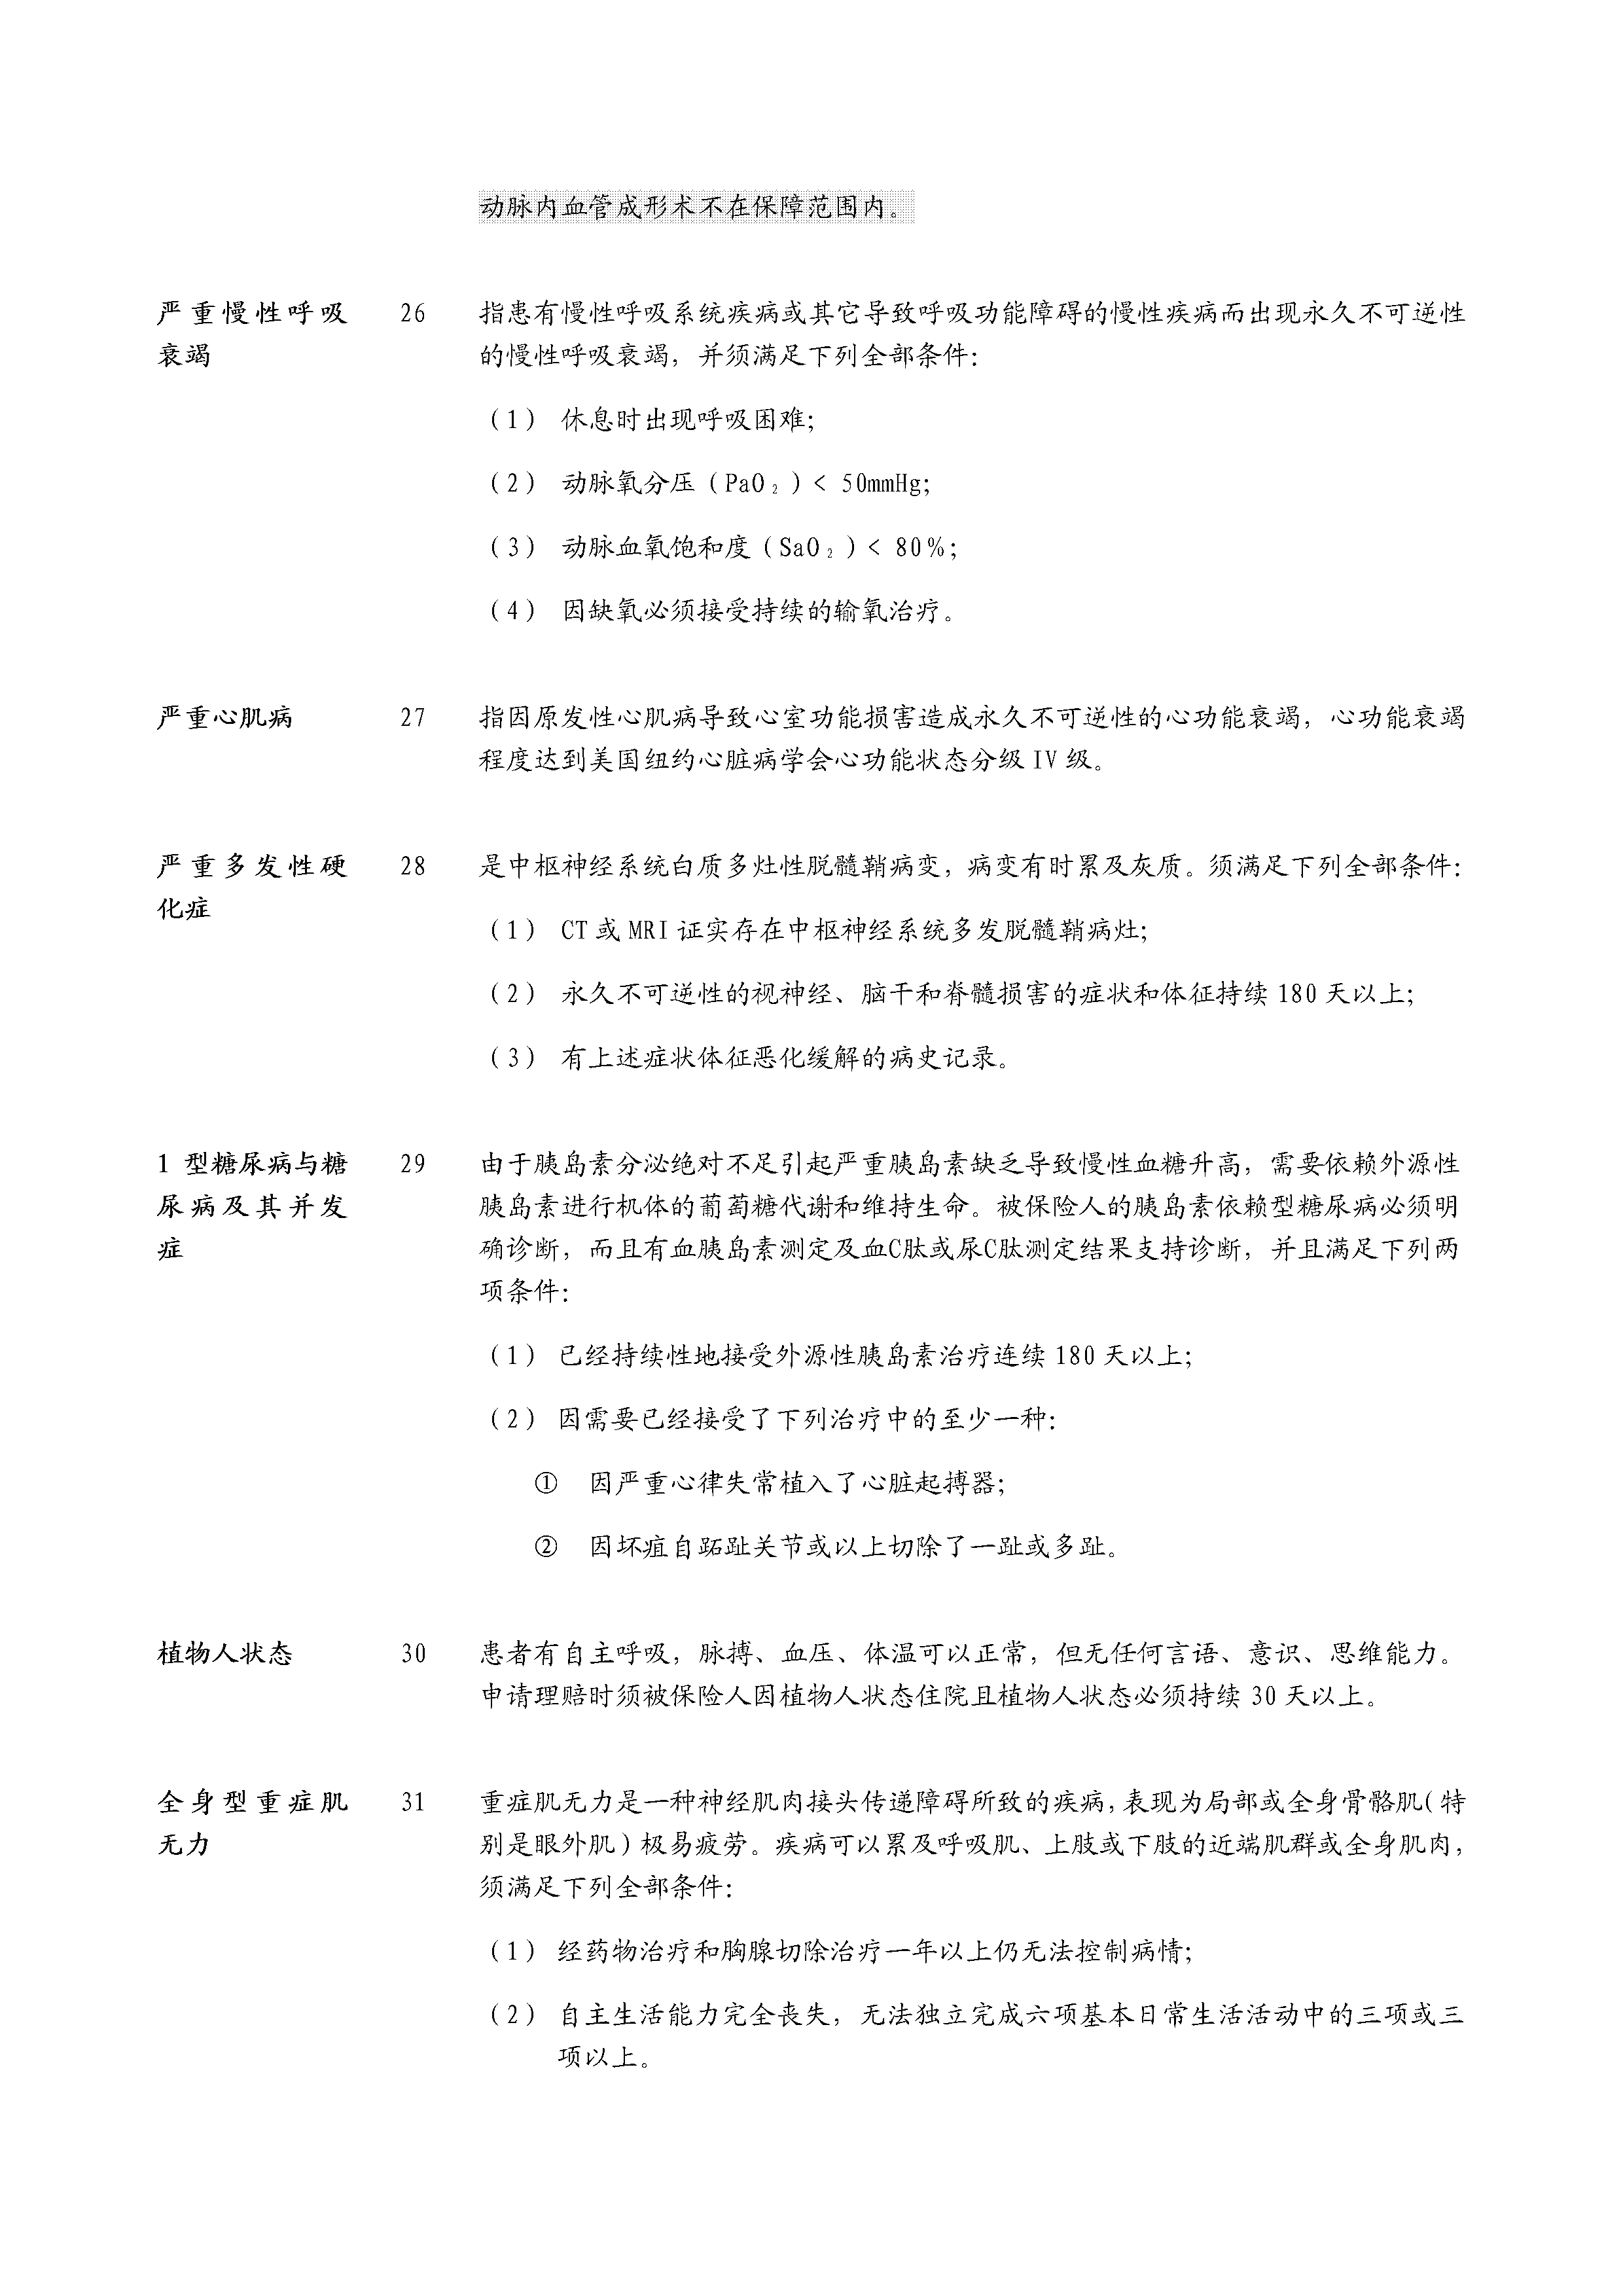 动脉内血管成形术不在保障范围内。
严重慢性呼吸 26 指患有慢性呼吸系统疾病或其它导致呼吸功能障碍的慢性疾病而出现永久不可逆性
衰竭 的慢性呼吸衰竭，并须满足下列全部条件：
（1） 休息时出现呼吸困难；
（2） 动脉氧分压（PaO₂）< 50mmHg；
（3） 动脉血氧饱和度（SaO₂）< 80%；
（4） 因缺氧必须接受持续的输氧治疗。
严重心肌病 27 指因原发性心肌病导致心室功能损害造成永久不可逆性的心功能衰竭，心功能衰竭
程度达到美国纽约心脏病学会心功能状态分级 IV 级。
严重多发性硬 28 是中枢神经系统白质多灶性脱髓鞘病变，病变有时累及灰质。须满足下列全部条件：
化症
（1） CT 或 MRI 证实存在中枢神经系统多发脱髓鞘病灶；
（2） 永久不可逆性的视神经、脑干和脊髓损害的症状和体征持续 180 天以上；
（3） 有上述症状体征恶化缓解的病史记录。
1 型糖尿病与糖 29 由于胰岛素分泌绝对不足引起严重胰岛素缺乏导致慢性血糖升高，需要依赖外源性
尿病及其并发 胰岛素进行机体的葡萄糖代谢和维持生命。被保险人的胰岛素依赖型糖尿病必须明
症 确诊断，而且有血胰岛素测定及血C肽或尿C肽测定结果支持诊断，并且满足下列两
项条件：
（1） 已经持续性地接受外源性胰岛素治疗连续 180 天以上；
（2） 因需要已经接受了下列治疗中的至少一种：
① 因严重心律失常植入了心脏起搏器；
② 因坏疽自跖趾关节或以上切除了一趾或多趾。
植物人状态 30 患者有自主呼吸，脉搏、血压、体温可以正常，但无任何言语、意识、思维能力。
申请理赔时须被保险人因植物人状态住院且植物人状态必须持续 30 天以上。
全身型重症肌 31 重症肌无力是一种神经肌肉接头传递障碍所致的疾病，表现为局部或全身骨骼肌（特
无力 别是眼外肌）极易疲劳。疾病可以累及呼吸肌、上肢或下肢的近端肌群或全身肌肉，
须满足下列全部条件：
（1） 经药物治疗和胸腺切除治疗一年以上仍无法控制病情；
（2） 自主生活能力完全丧失，无法独立完成六项基本日常生活活动中的三项或三
项以上。